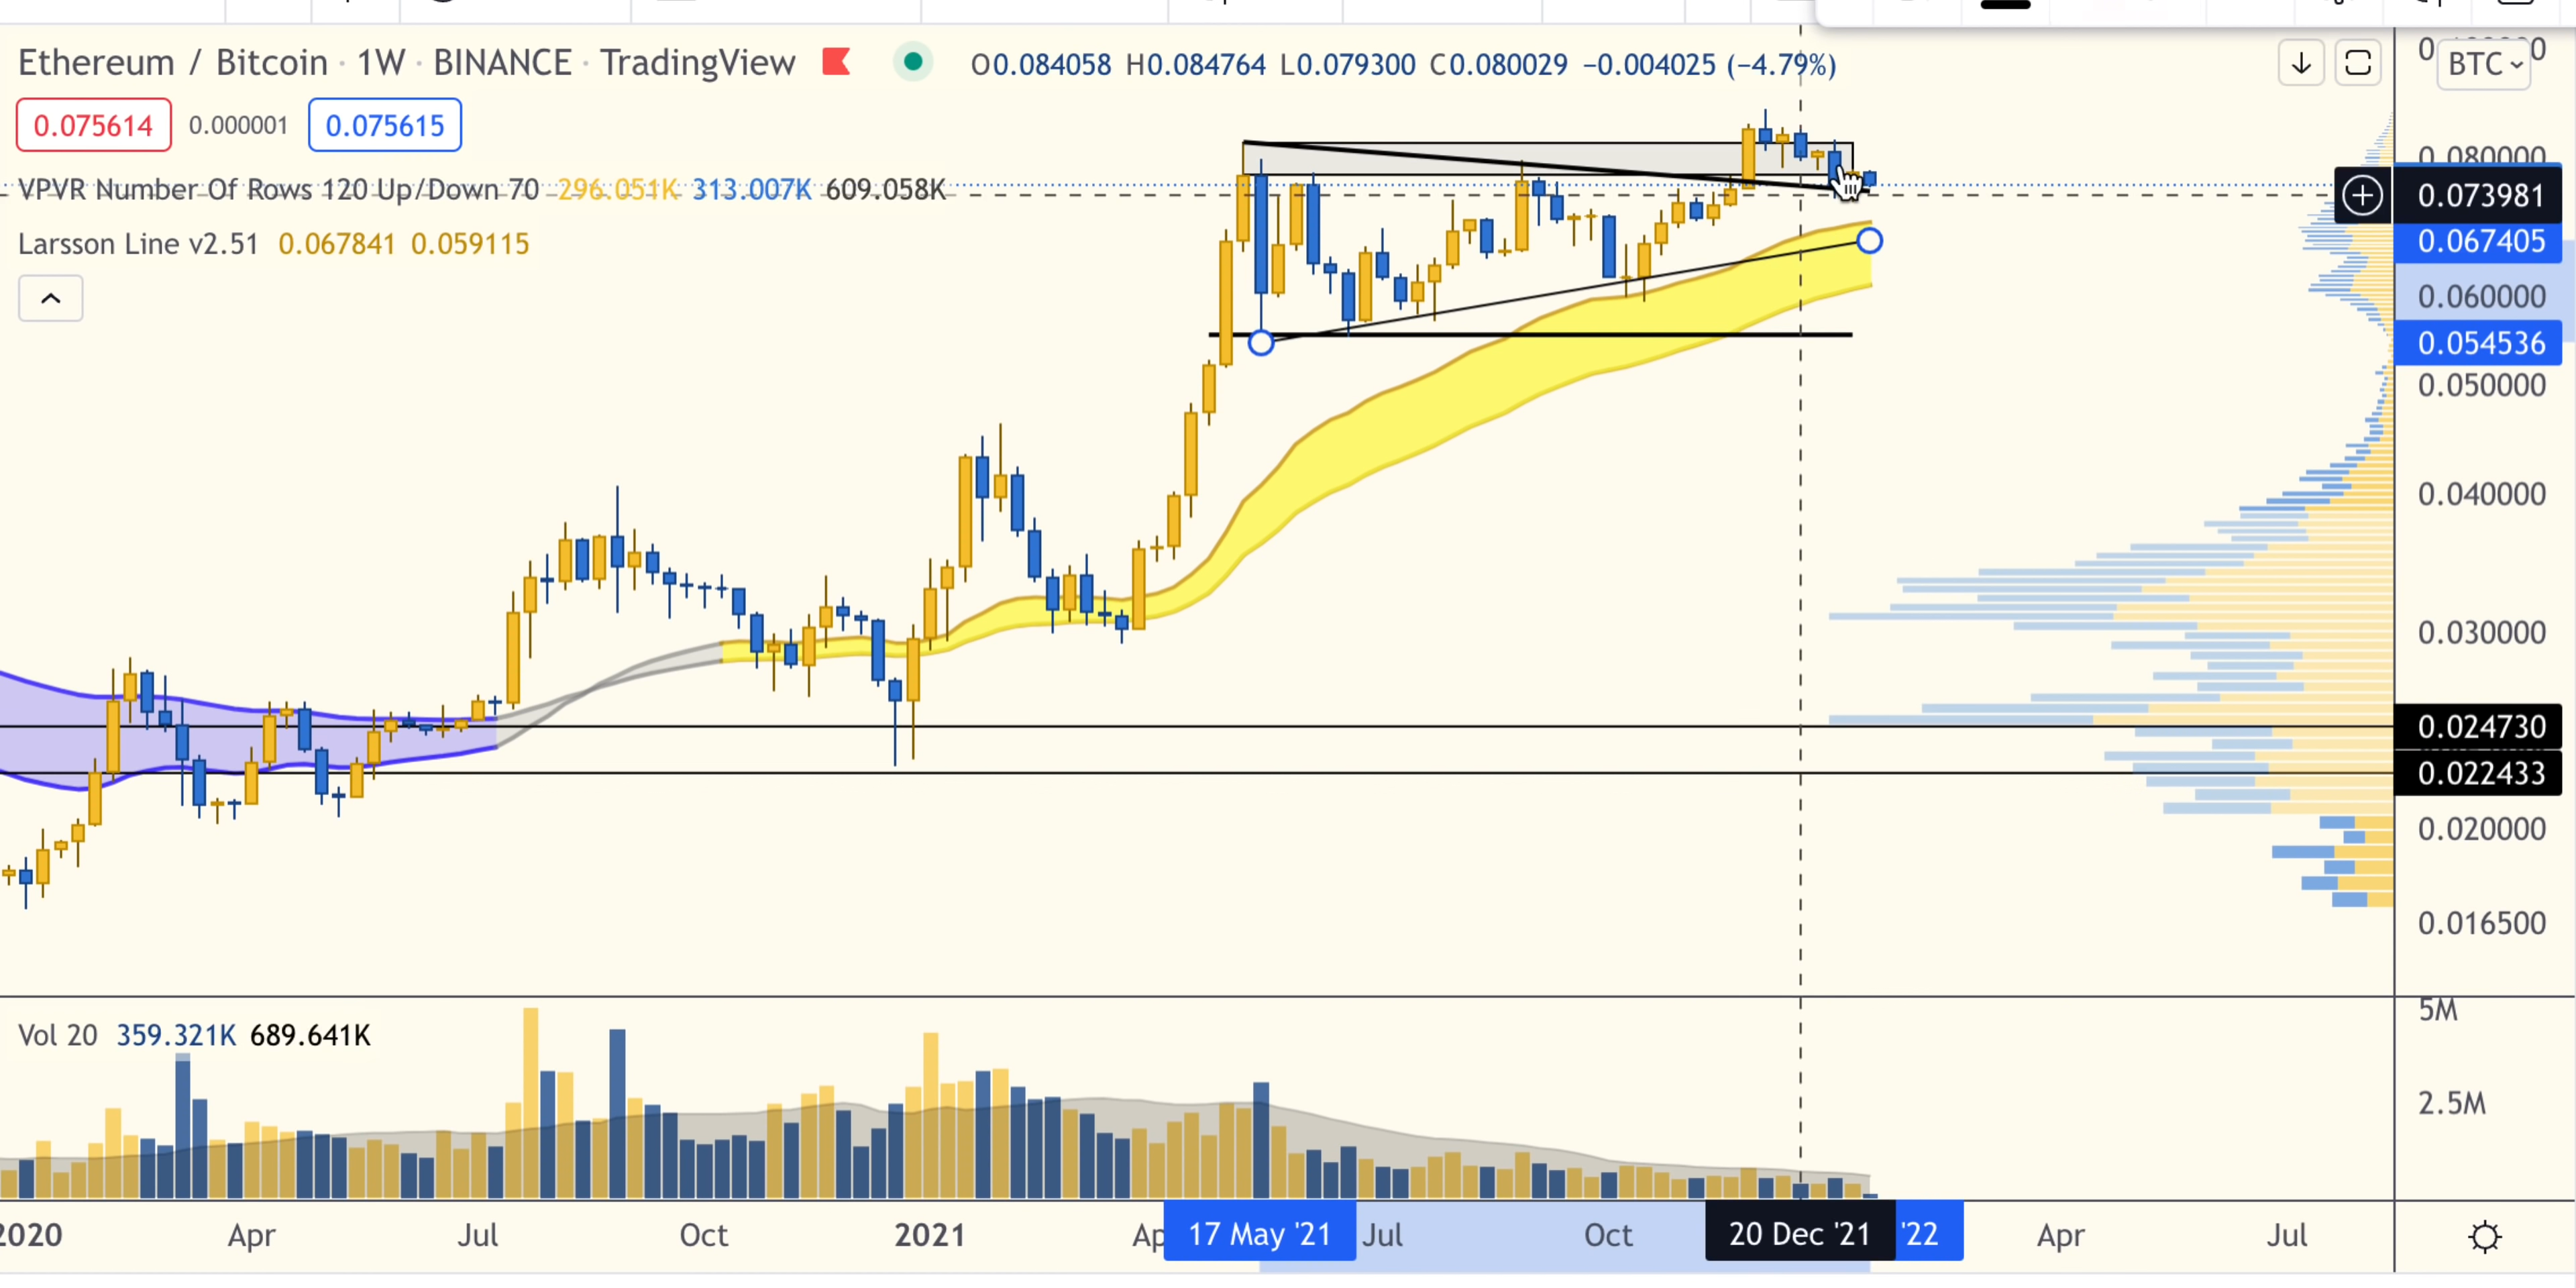 Ethereum / Bitcoin · 1W · BINANCE · TradingView O0.084058 H0.084764 L0.079300 C0.080029 −0.004025 (−4.79%)
BTC
0.075614 0.000001 0.075615
0.080000
VPVR Number Of Rows 120 Up/Down 70 296.051K 313.007K 609.058K
0.073981
Larsson Line v2.51 0.067841 0.059115
0.067405
0.060000
0.054536
0.050000
0.040000
0.030000
0.024730
0.022433
0.020000
0.016500
5M
Vol 20 359.321K 689.641K
2.5M
2020 Apr Jul Oct 2021 Ap 17 May '21 Jul Oct 20 Dec '21 '22 Apr Jul